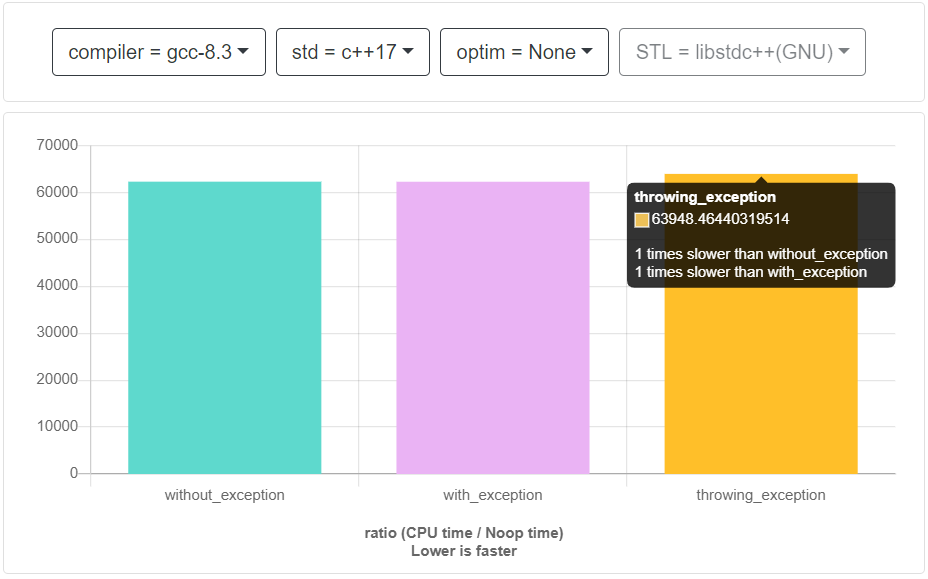 compiler = gcc-8.3 std = c++17 optim = None STL = libstdc++(GNU)
70000
60000
50000
40000
30000
20000
10000
0
throwing_exception
63948.46440319514
1 times slower than without_exception
1 times slower than with_exception
without_exception with_exception throwing_exception
ratio (CPU time / Noop time)
Lower is faster